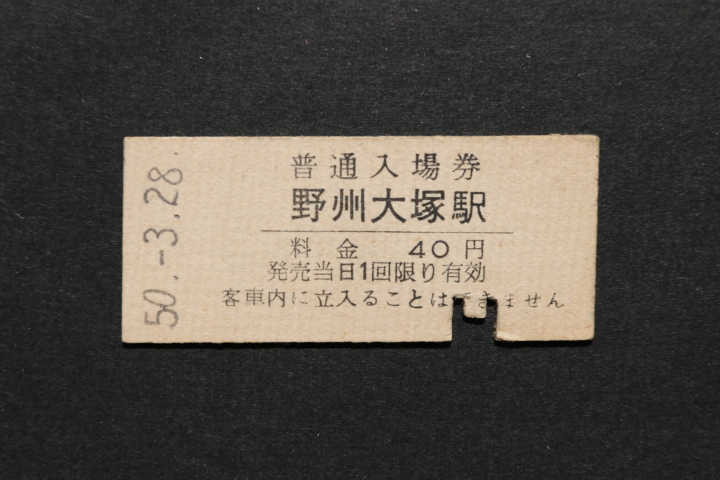 50.-3.28.
普通入場券
野州大塚駅
料金 40円
発売当日1回限り有効
客車内に立入ることはできません